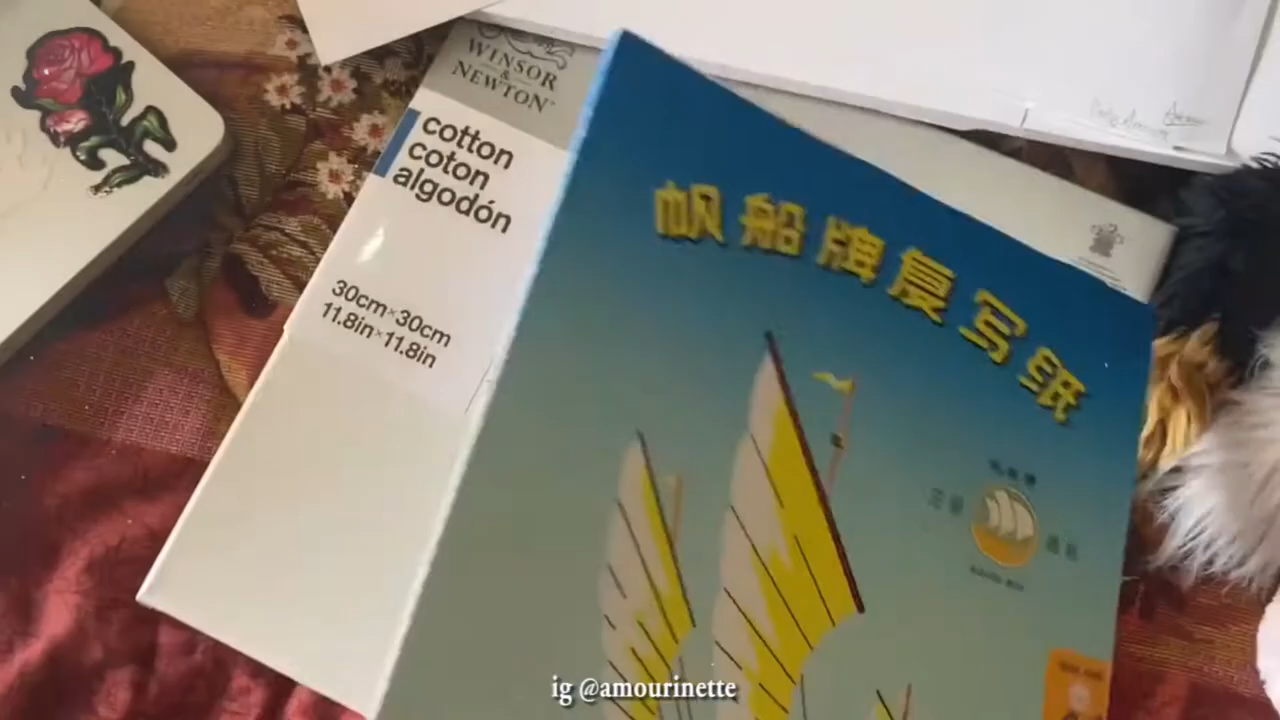 WINSOR
&
NEWTON
cotton
coton
algodón
30cm×30cm
11.8in×11.8in
帆船牌复写纸
ig @amourinette